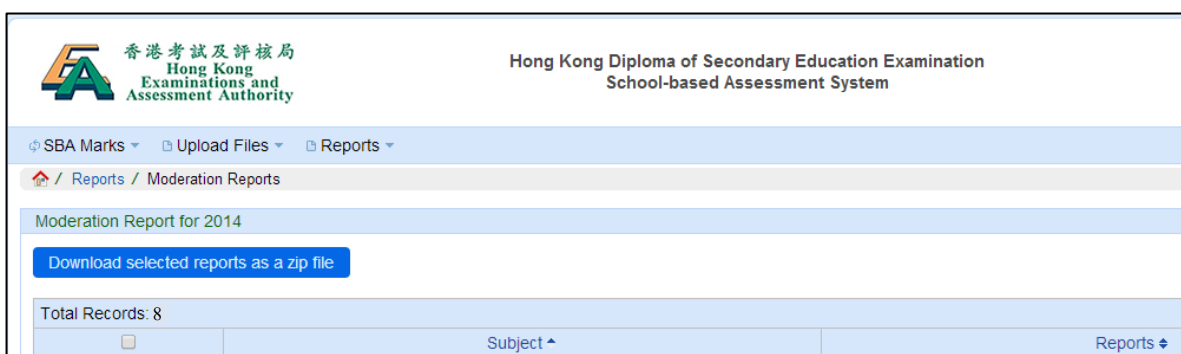 香港考試及評核局
Hong Kong
Examinations and
Assessment Authority
Hong Kong Diploma of Secondary Education Examination
School-based Assessment System
SBA Marks
Upload Files
Reports
/ Reports / Moderation Reports
Moderation Report for 2014
Download selected reports as a zip file
Total Records: 8
Subject
Reports